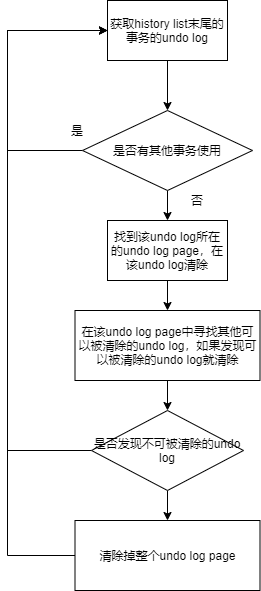 获取history list末尾的
事务的undo log
是
是否有其他事务使用
否
找到该undo log所在
的undo log page，在
该undo log清除
在该undo log page中寻找其他可
以被清除的undo log，如果发现可
以被清除的undo log就清除
是否发现不可被清除的undo
log
清除掉整个undo log page